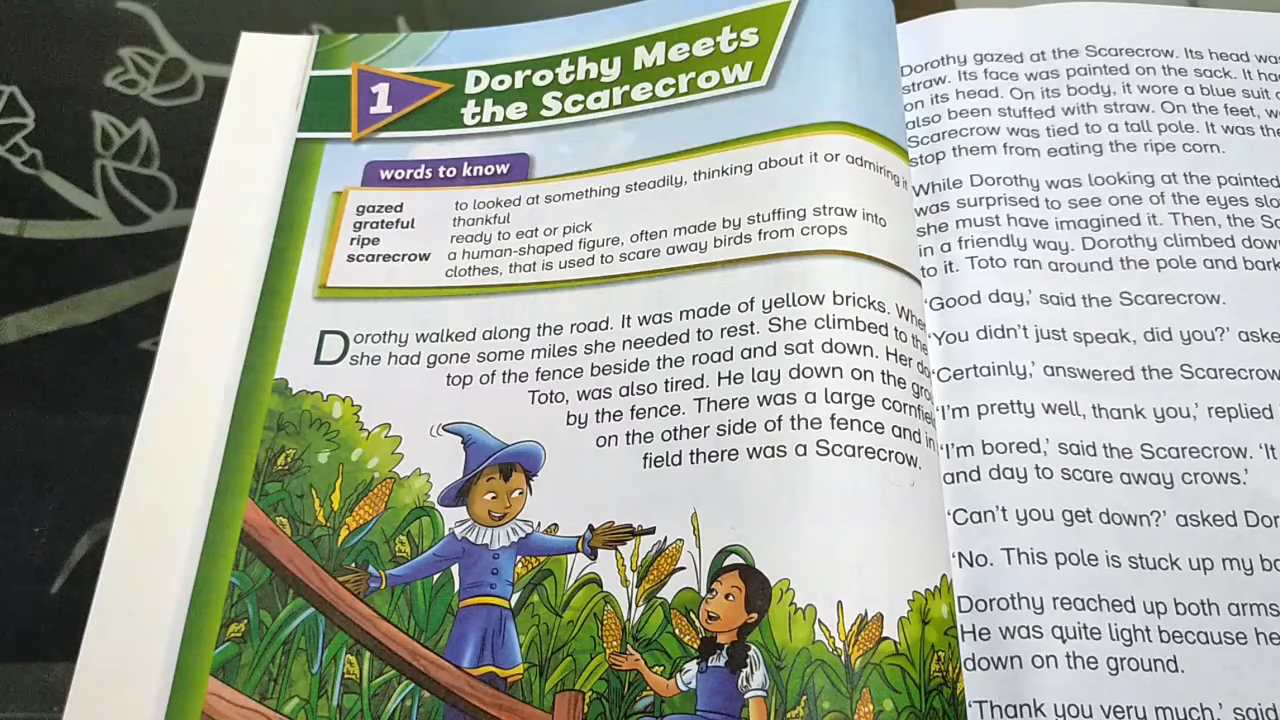 1
Dorothy Meets
the Scarecrow
words to know
gazed to looked at something steadily, thinking about it or admiring it
grateful thankful
ripe ready to eat or pick
scarecrow a human-shaped figure, often made by stuffing straw into
clothes, that is used to scare away birds from crops
Dorothy walked along the road. It was made of yellow bricks.
she had gone some miles she needed to rest. She climbed to the
top of the fence beside the road and sat down. Her
Toto, was also tired. He lay down on the
by the fence. There was a large
on the other side of the fence and in
field there was a Scarecrow.
Dorothy gazed at the Scarecrow. Its head
straw. Its face was painted on the sack. It
on its head. On its body, it wore a blue suit
also been stuffed with straw. On the feet,
Scarecrow was tied to a tall pole. It was
stop them from eating the ripe corn.
While Dorothy was looking at the painted
was surprised to see one of the eyes
she must have imagined it. Then, the
in a friendly way. Dorothy climbed
to it. Toto ran around the pole and
'Good day,' said the Scarecrow.
'You didn't just speak, did you?'
'Certainly,' answered the Scarecrow
'I'm pretty well, thank you,' replied
'I'm bored,' said the Scarecrow. 'It
and day to scare away crows.'
'Can't you get down?' asked
'No. This pole is stuck up my
Dorothy reached up both arms
He was quite light because he
down on the ground.
'Thank you very much,' said